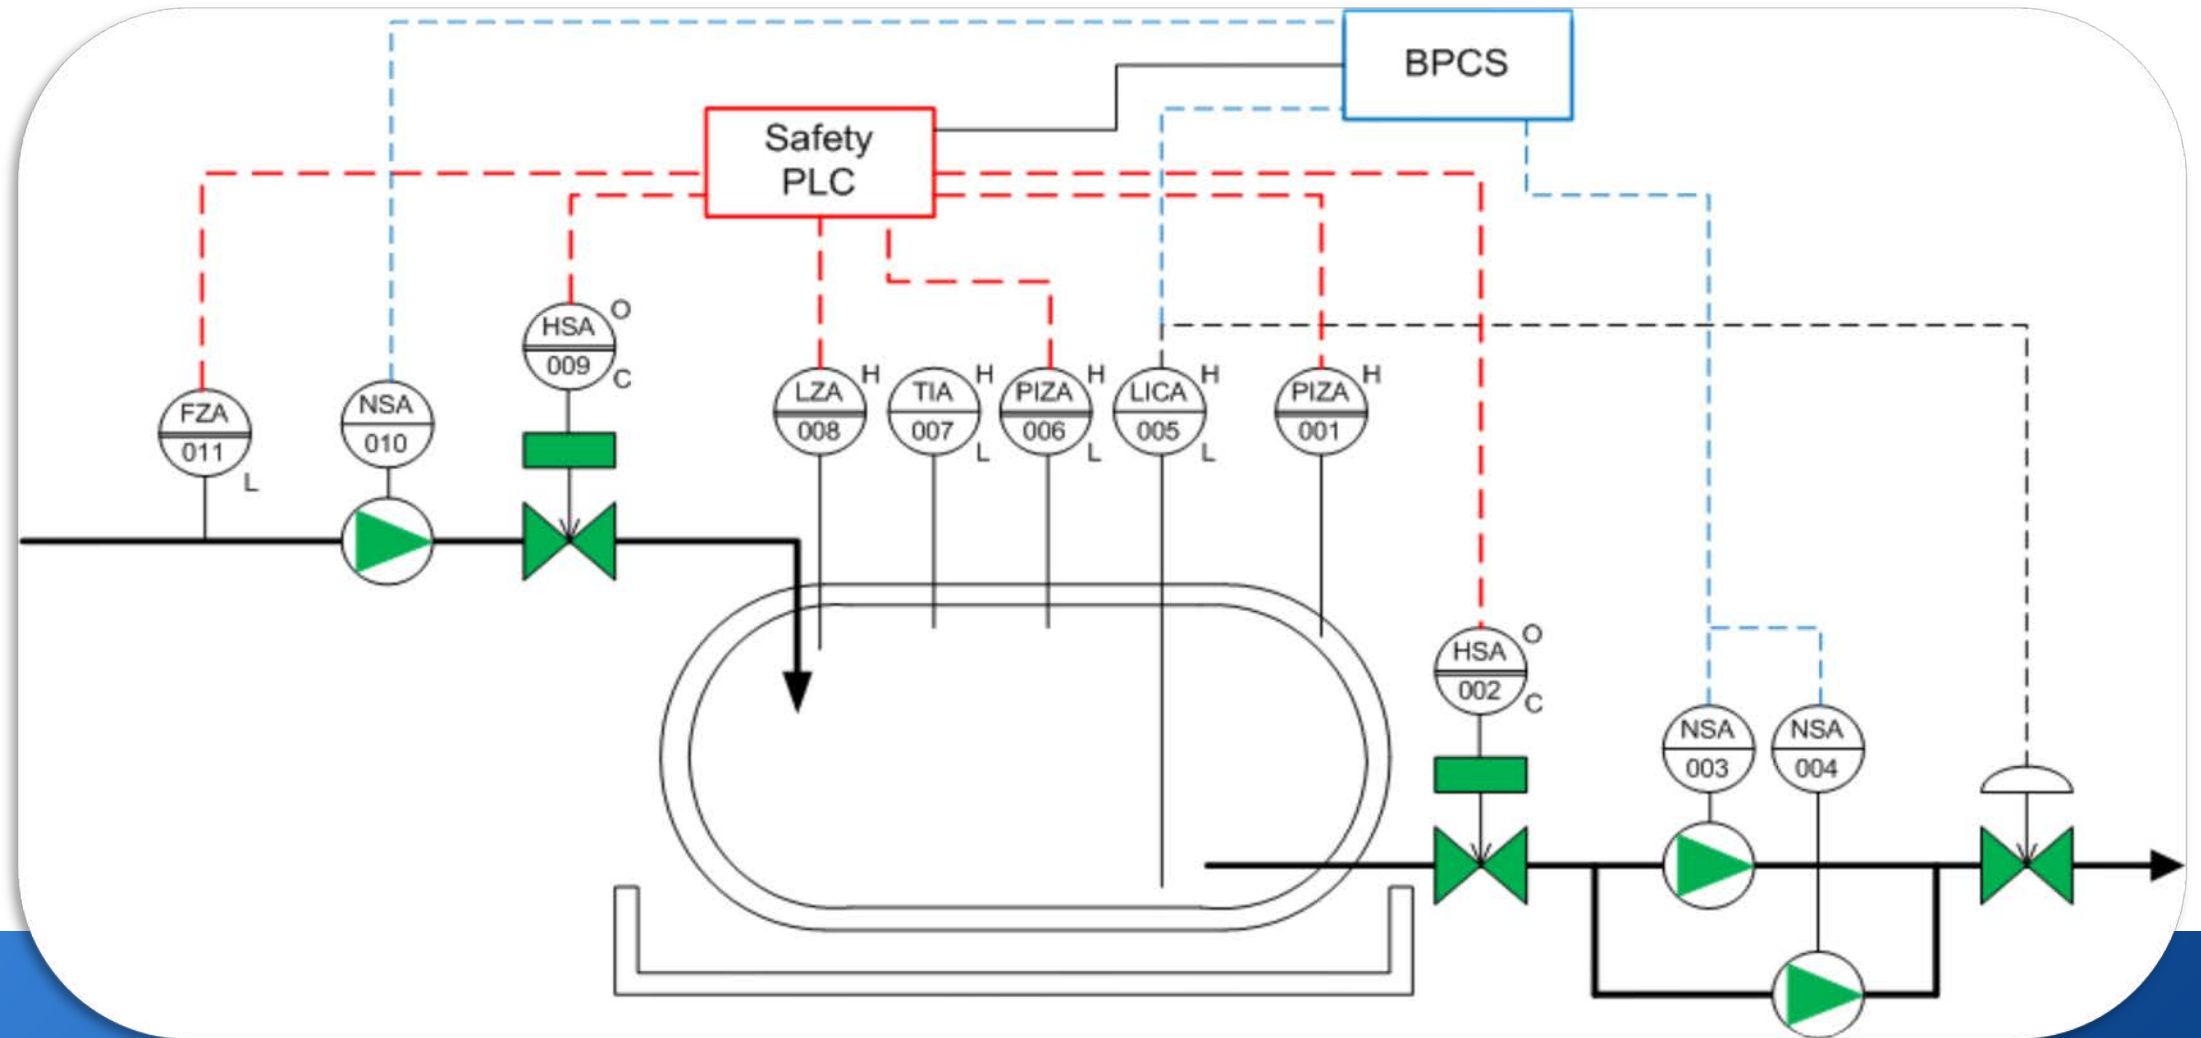 BPCS
Safety
PLC
HSA
009
O
C
FZA
011
L
NSA
010
LZA
008
H
TIA
007
H
L
PIZA
006
H
L
LICA
005
H
L
PIZA
001
H
HSA
002
O
C
NSA
003
NSA
004